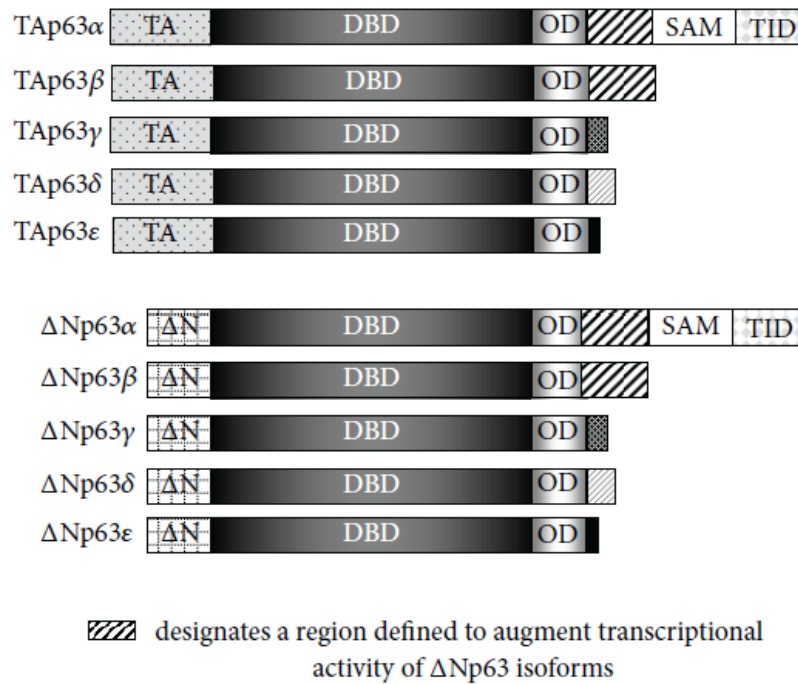 TAp63α TA DBD OD SAM TID
TAp63β TA DBD OD
TAp63γ TA DBD OD
TAp63δ TA DBD OD
TAp63ε TA DBD OD
ΔNp63α ΔN DBD OD SAM TID
ΔNp63β ΔN DBD OD
ΔNp63γ ΔN DBD OD
ΔNp63δ ΔN DBD OD
ΔNp63ε ΔN DBD OD
designates a region defined to augment transcriptional
activity of ΔNp63 isoforms